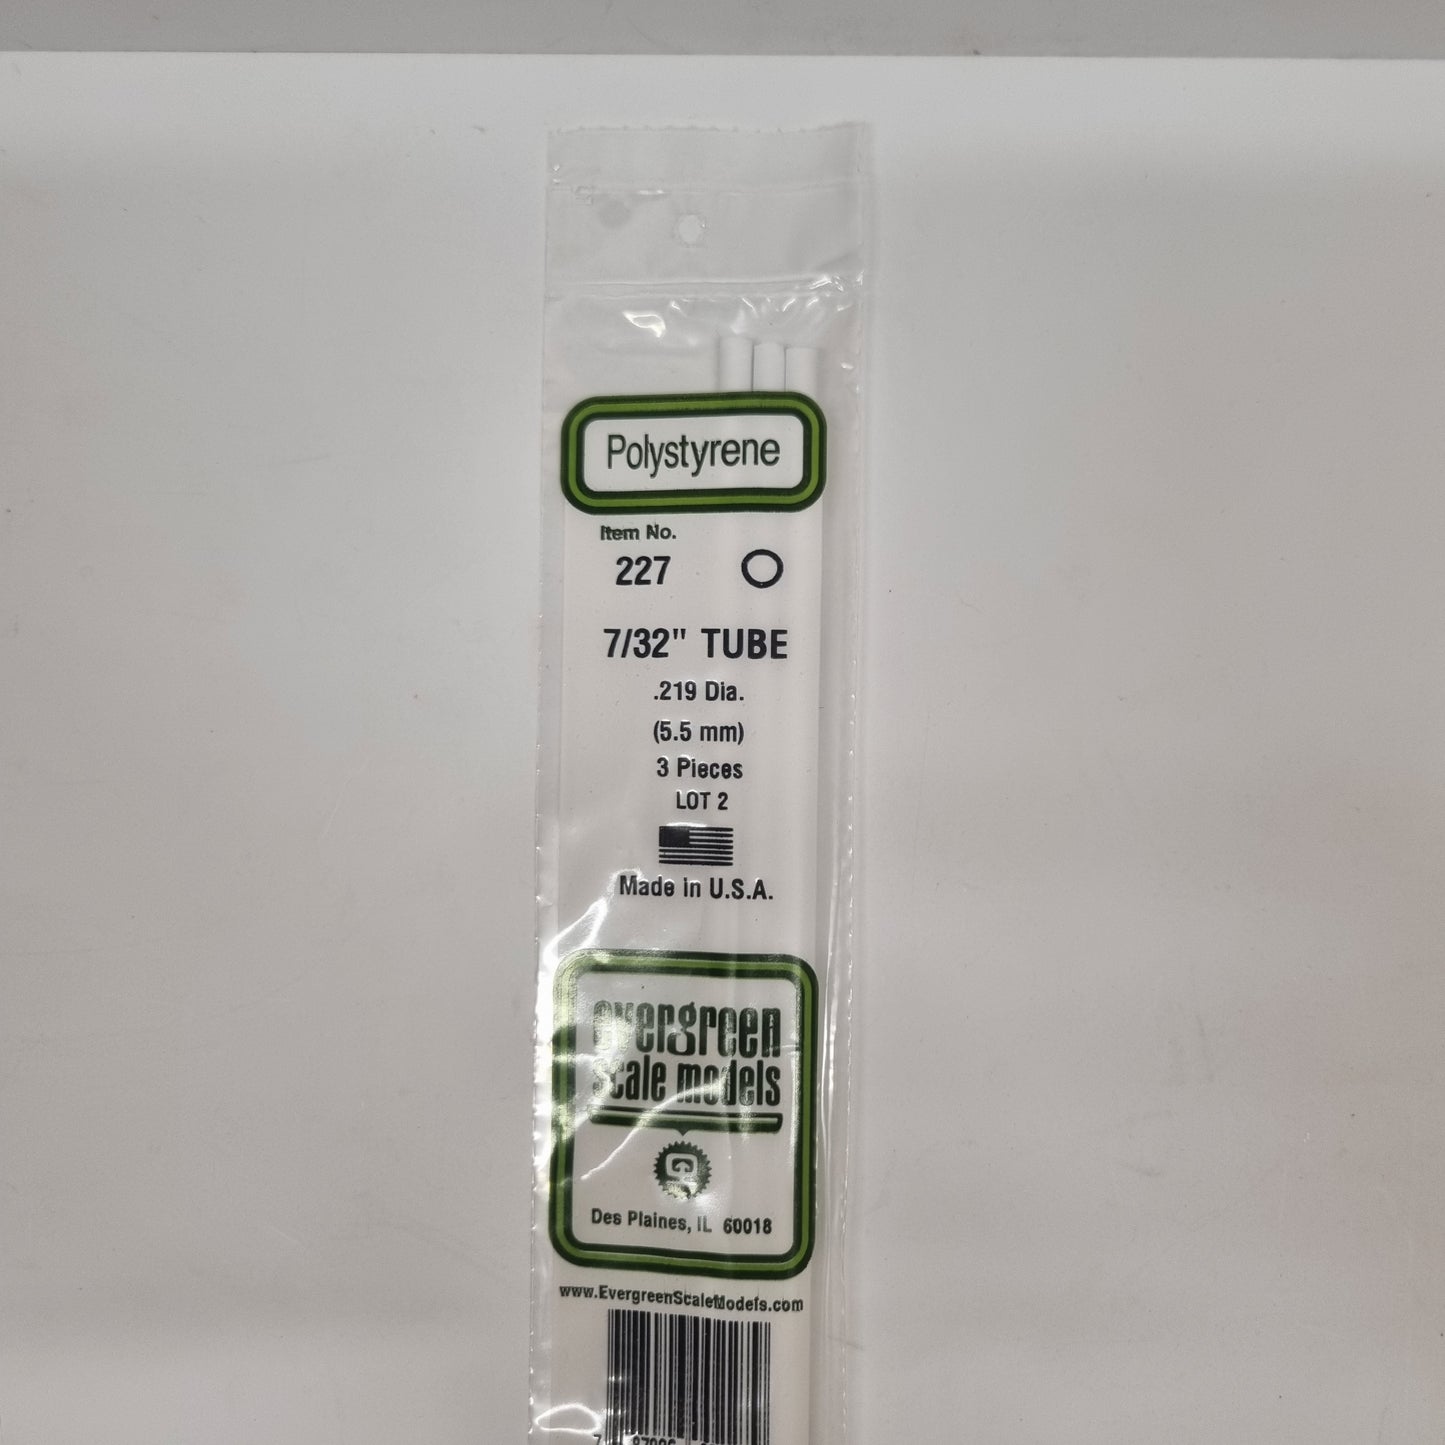 Polystyrene
Item No.
227
7/32" TUBE
.219 Dia.
(5.5 mm)
3 Pieces
LOT 2
Made in U.S.A.
evergreen
scale models
Des Plaines, IL 60018
www.EvergreenScaleModels.com